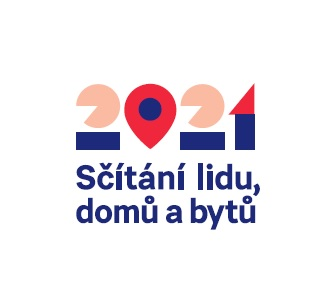 2021
Sčítání lidu,
domů a bytů